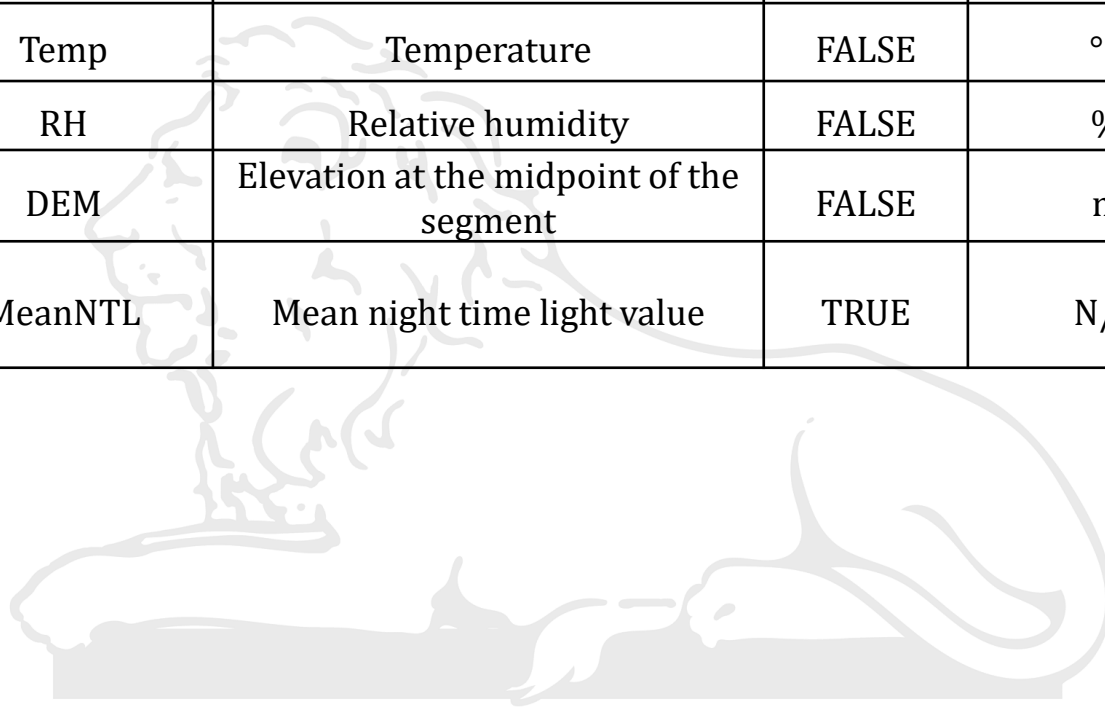 Temp Temperature FALSE °
RH Relative humidity FALSE
DEM Elevation at the midpoint of the
segment FALSE
MeanNTL Mean night time light value TRUE N/